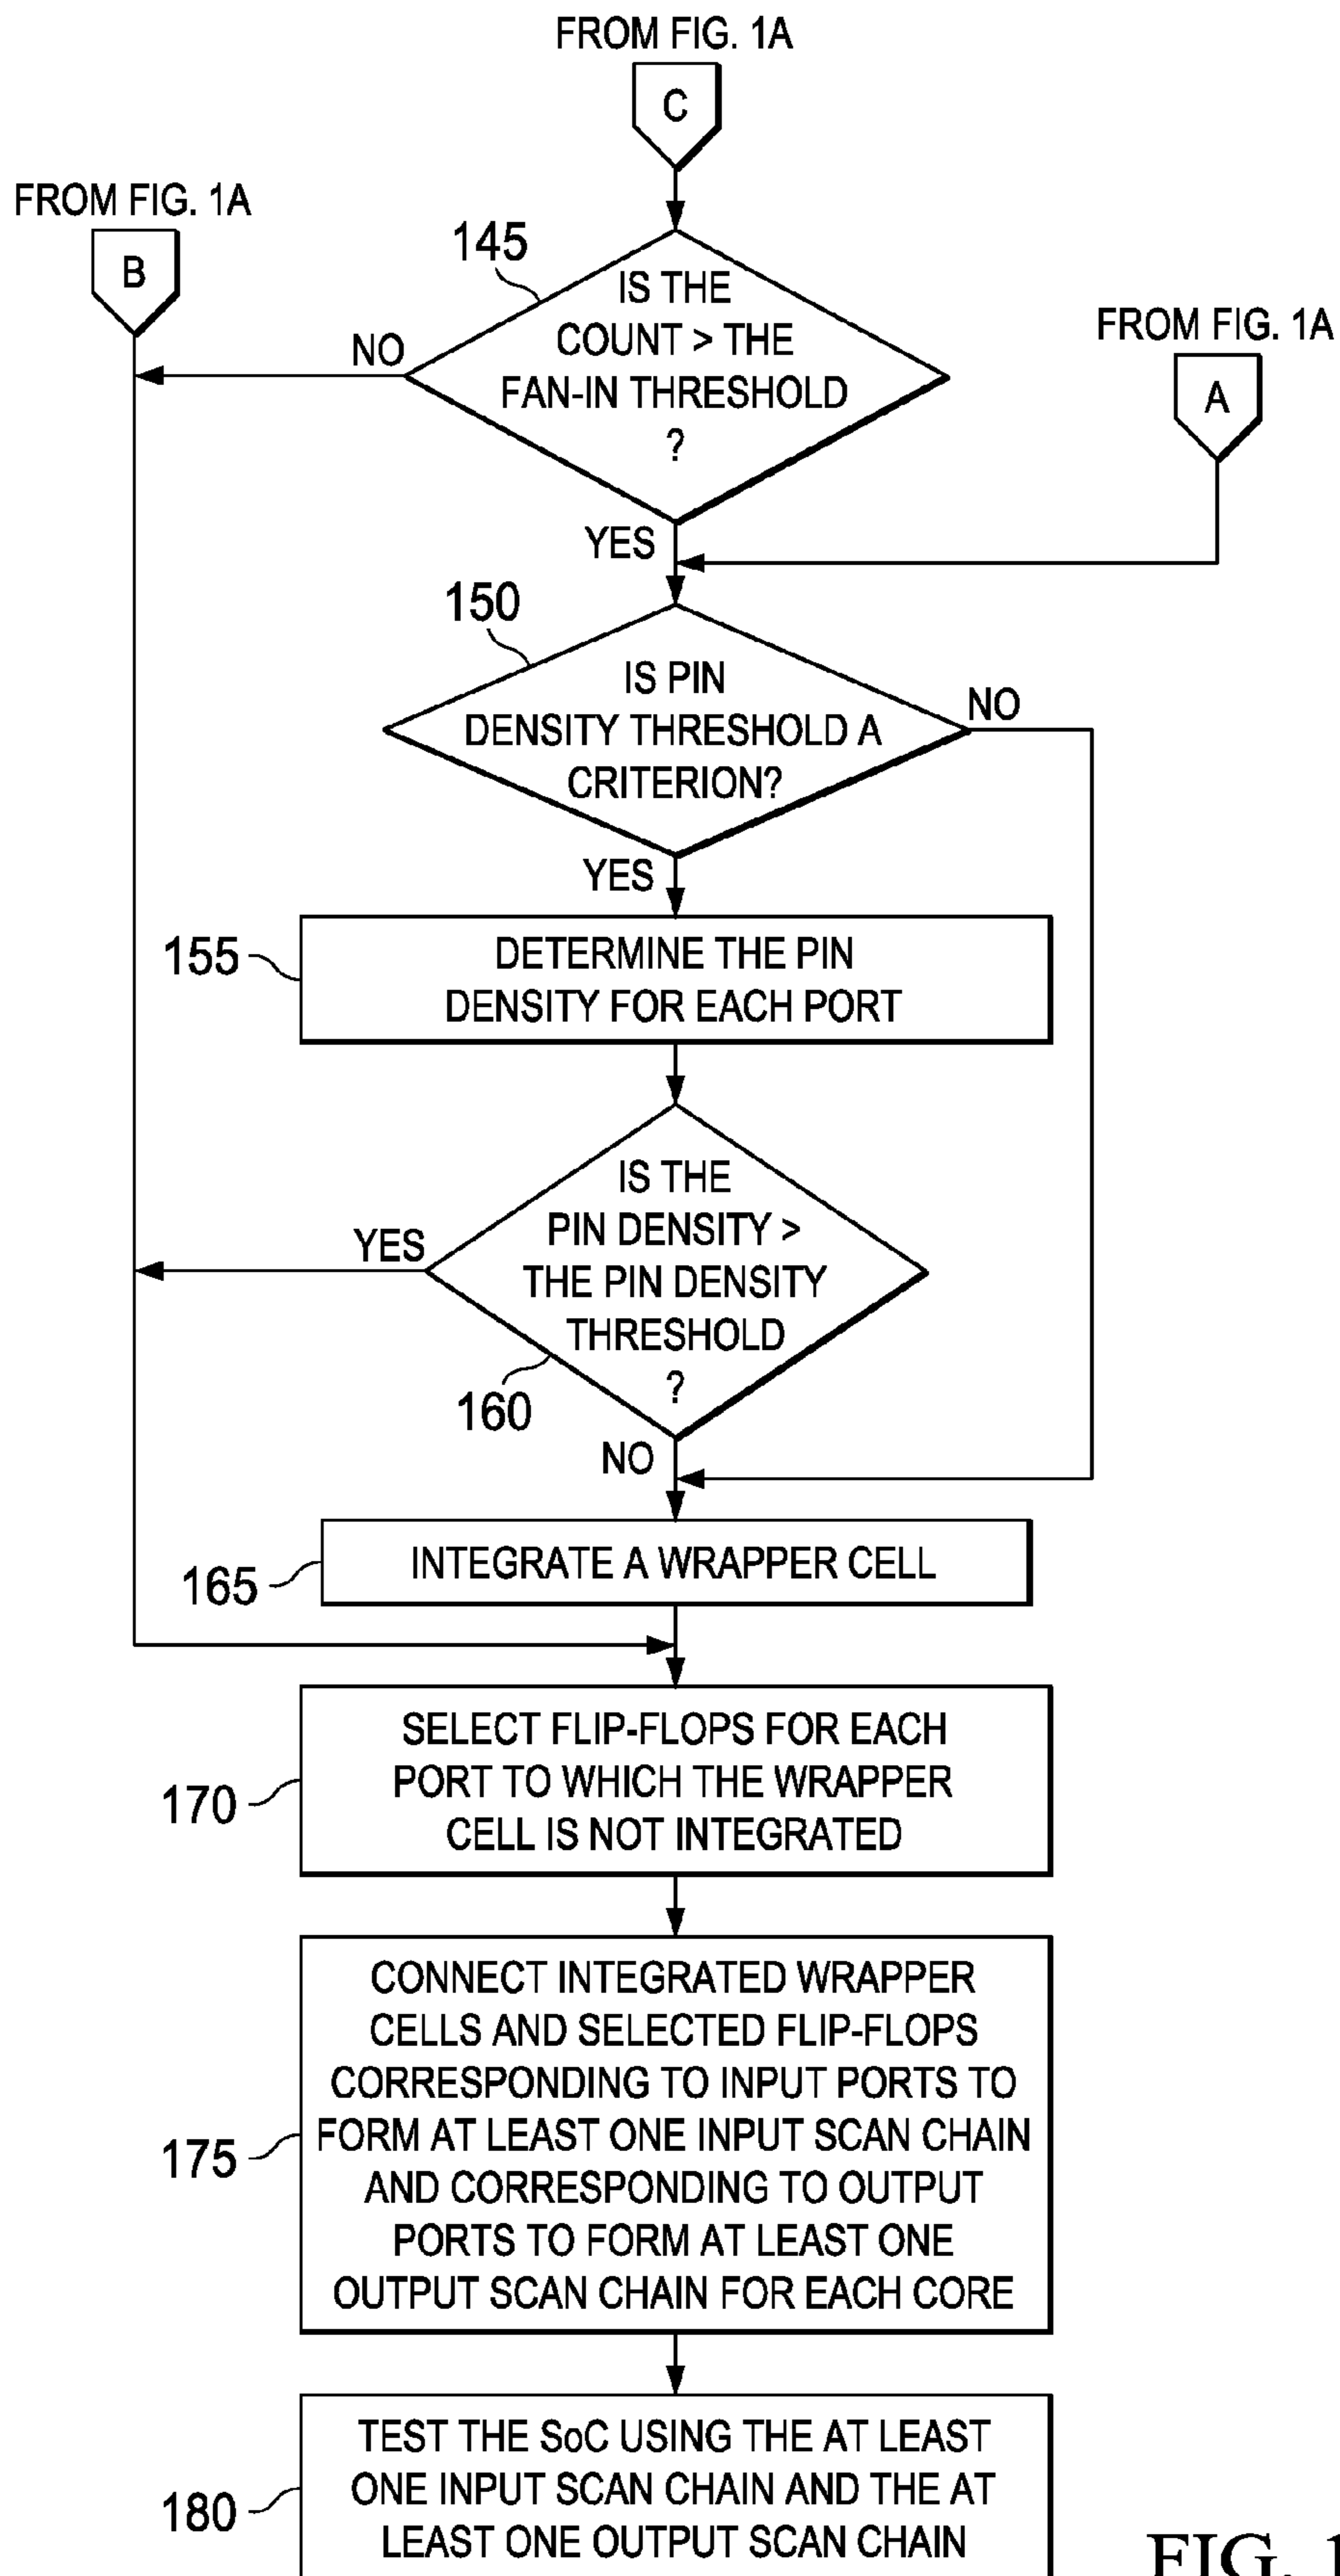 FROM FIG. 1A
C
FROM FIG. 1A
B
145
IS THE
COUNT > THE
FAN-IN THRESHOLD
?
NO
FROM FIG. 1A
A
YES
150
IS PIN
DENSITY THRESHOLD A
CRITERION?
NO
YES
155
DETERMINE THE PIN
DENSITY FOR EACH PORT
IS THE
PIN DENSITY >
THE PIN DENSITY
THRESHOLD
?
YES
160
NO
165
INTEGRATE A WRAPPER CELL
170
SELECT FLIP-FLOPS FOR EACH
PORT TO WHICH THE WRAPPER
CELL IS NOT INTEGRATED
175
CONNECT INTEGRATED WRAPPER
CELLS AND SELECTED FLIP-FLOPS
CORRESPONDING TO INPUT PORTS TO
FORM AT LEAST ONE INPUT SCAN CHAIN
AND CORRESPONDING TO OUTPUT
PORTS TO FORM AT LEAST ONE
OUTPUT SCAN CHAIN FOR EACH CORE
180
TEST THE SoC USING THE AT LEAST
ONE INPUT SCAN CHAIN AND THE AT
LEAST ONE OUTPUT SCAN CHAIN
FIG. 1